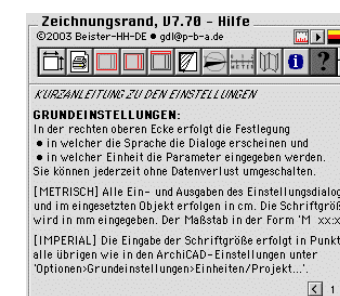 Zeichnungsrand, V7.70 - Hilfe
©2003 Beister-HH-DE ● gdl@p-b-a.de
KURZANLEITUNG ZU DEN EINSTELLUNGEN
GRUNDEINSTELLUNGEN:
In der rechten oberen Ecke erfolgt die Festlegung
● in welcher die Sprache die Dialoge erscheinen und
● in welcher Einheit die Parameter eingegeben werden.
Sie können jederzeit ohne Datenverlust umgeschalten.
[METRISCH] Alle Ein- und Ausgaben des Einstellungsdialog
und im eingesetzten Objekt erfolgen in cm. Die Schriftgröß
wird in mm eingegeben. Der Maßstab in der Form 'M xx:x
[IMPERIAL] Die Eingabe der Schriftgröße erfolgt in Punkt
alle übrigen wie in den ArchiCAD-Einstellungen unter
'Optionen>Grundeinstellungen>Einheiten/Projekt...'.
< 1